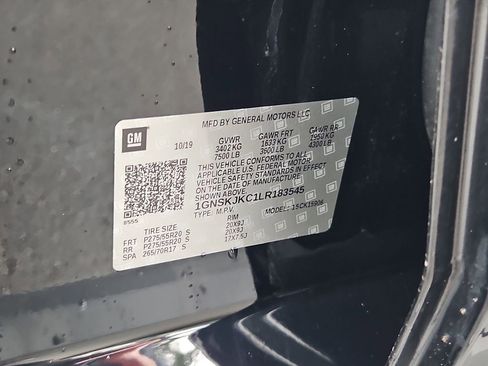 GM
MFD BY GENERAL MOTORS LLC
10/19 GVWR GAWR FRT GAWR RR
3402 KG 1633 KG 1950 KG
7500 LB 3600 LB 4300 LB
THIS VEHICLE CONFORMS TO ALL
APPLICABLE U.S. FEDERAL MOTOR
VEHICLE SAFETY STANDARDS IN EFFECT
ON THE DATE OF MANUFACTURE
SHOWN ABOVE.
1GNSKJKC1LR183545
TYPE: M.P.V. MODEL: 15CK15906
8555
TIRE SIZE RIM
FRT P275/55R20 S 20X9J
RR P275/55R20 S 20X9J
SPA 265/70R17 S 17X7.5J